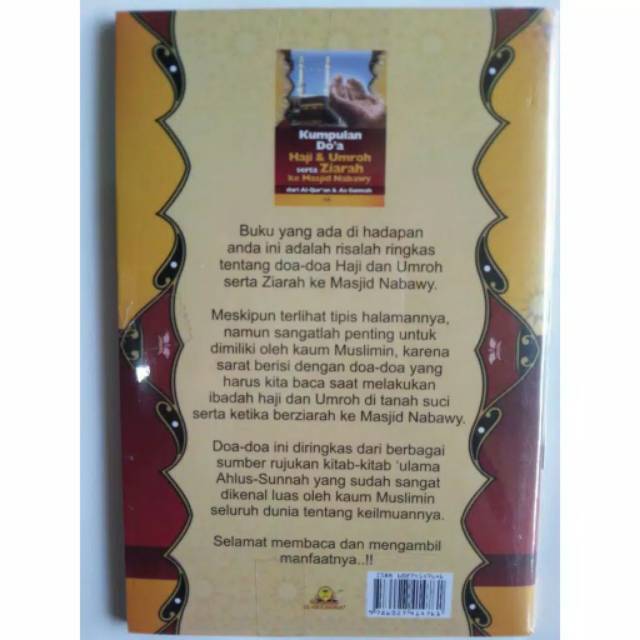 Kumpulan
Do'a
Haji & Umroh
serta Ziarah
ke Masjid Nabawy
dari Al-Qur'an & As-Sunnah
Buku yang ada di hadapan
anda ini adalah risalah ringkas
tentang doa-doa Haji dan Umroh
serta Ziarah ke Masjid Nabawy.
Meskipun terlihat tipis halamannya,
namun sangatlah penting untuk
dimiliki oleh kaum Muslimin, karena
sarat berisi dengan doa-doa yang
harus kita baca saat melakukan
ibadah haji dan Umroh di tanah suci
serta ketika berziarah ke Masjid Nabawy.
Doa-doa ini diringkas dari berbagai
sumber rujukan kitab-kitab 'ulama
Ahlus-Sunnah yang sudah sangat
dikenal luas oleh kaum Muslimin
seluruh dunia tentang keilmuannya.
Selamat membaca dan mengambil
manfaatnya..!!
ISBN